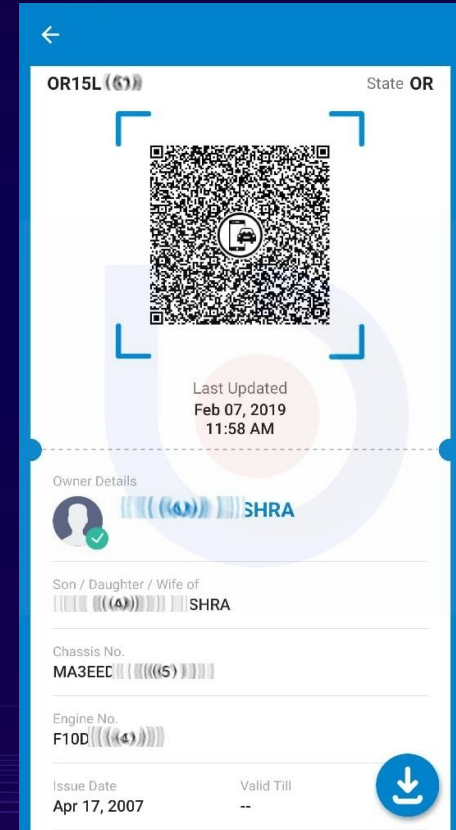 OR15L
State OR
Last Updated
Feb 07, 2019
11:58 AM
Owner Details
SHRA
Son / Daughter / Wife of
SHRA
Chassis No.
MA3EED
Engine No.
F10D
Issue Date Valid Till
Apr 17, 2007 --